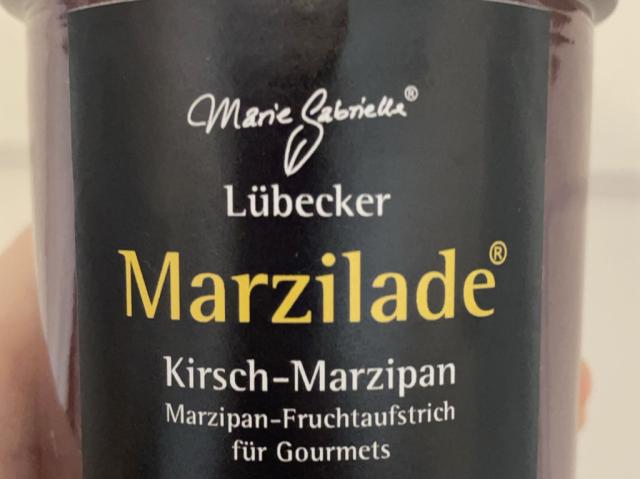 Marie Gabrielle®
Lübecker
Marzilade®
Kirsch-Marzipan
Marzipan-Fruchtaufstrich
für Gourmets